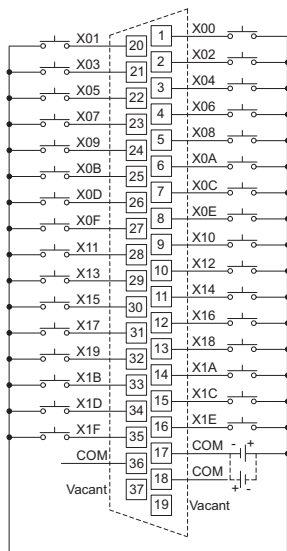 X00
X01 1
20 X02
X03 2
21 X04
X05 3
22 X06
X07 4
23 X08
X09 5
24 X0A
X0B 6
25 X0C
X0D 7
26 X0E
X0F 8
27 X10
X11 9
28 X12
X13 10
29 X14
X15 11
30 X16
X17 12
31 X18
X19 13
32 X1A
X1B 14
33 X1C
X1D 15
34 X1E
X1F 16
35 COM - +
COM 17
36 COM
Vacant 18 + -
37 Vacant
19